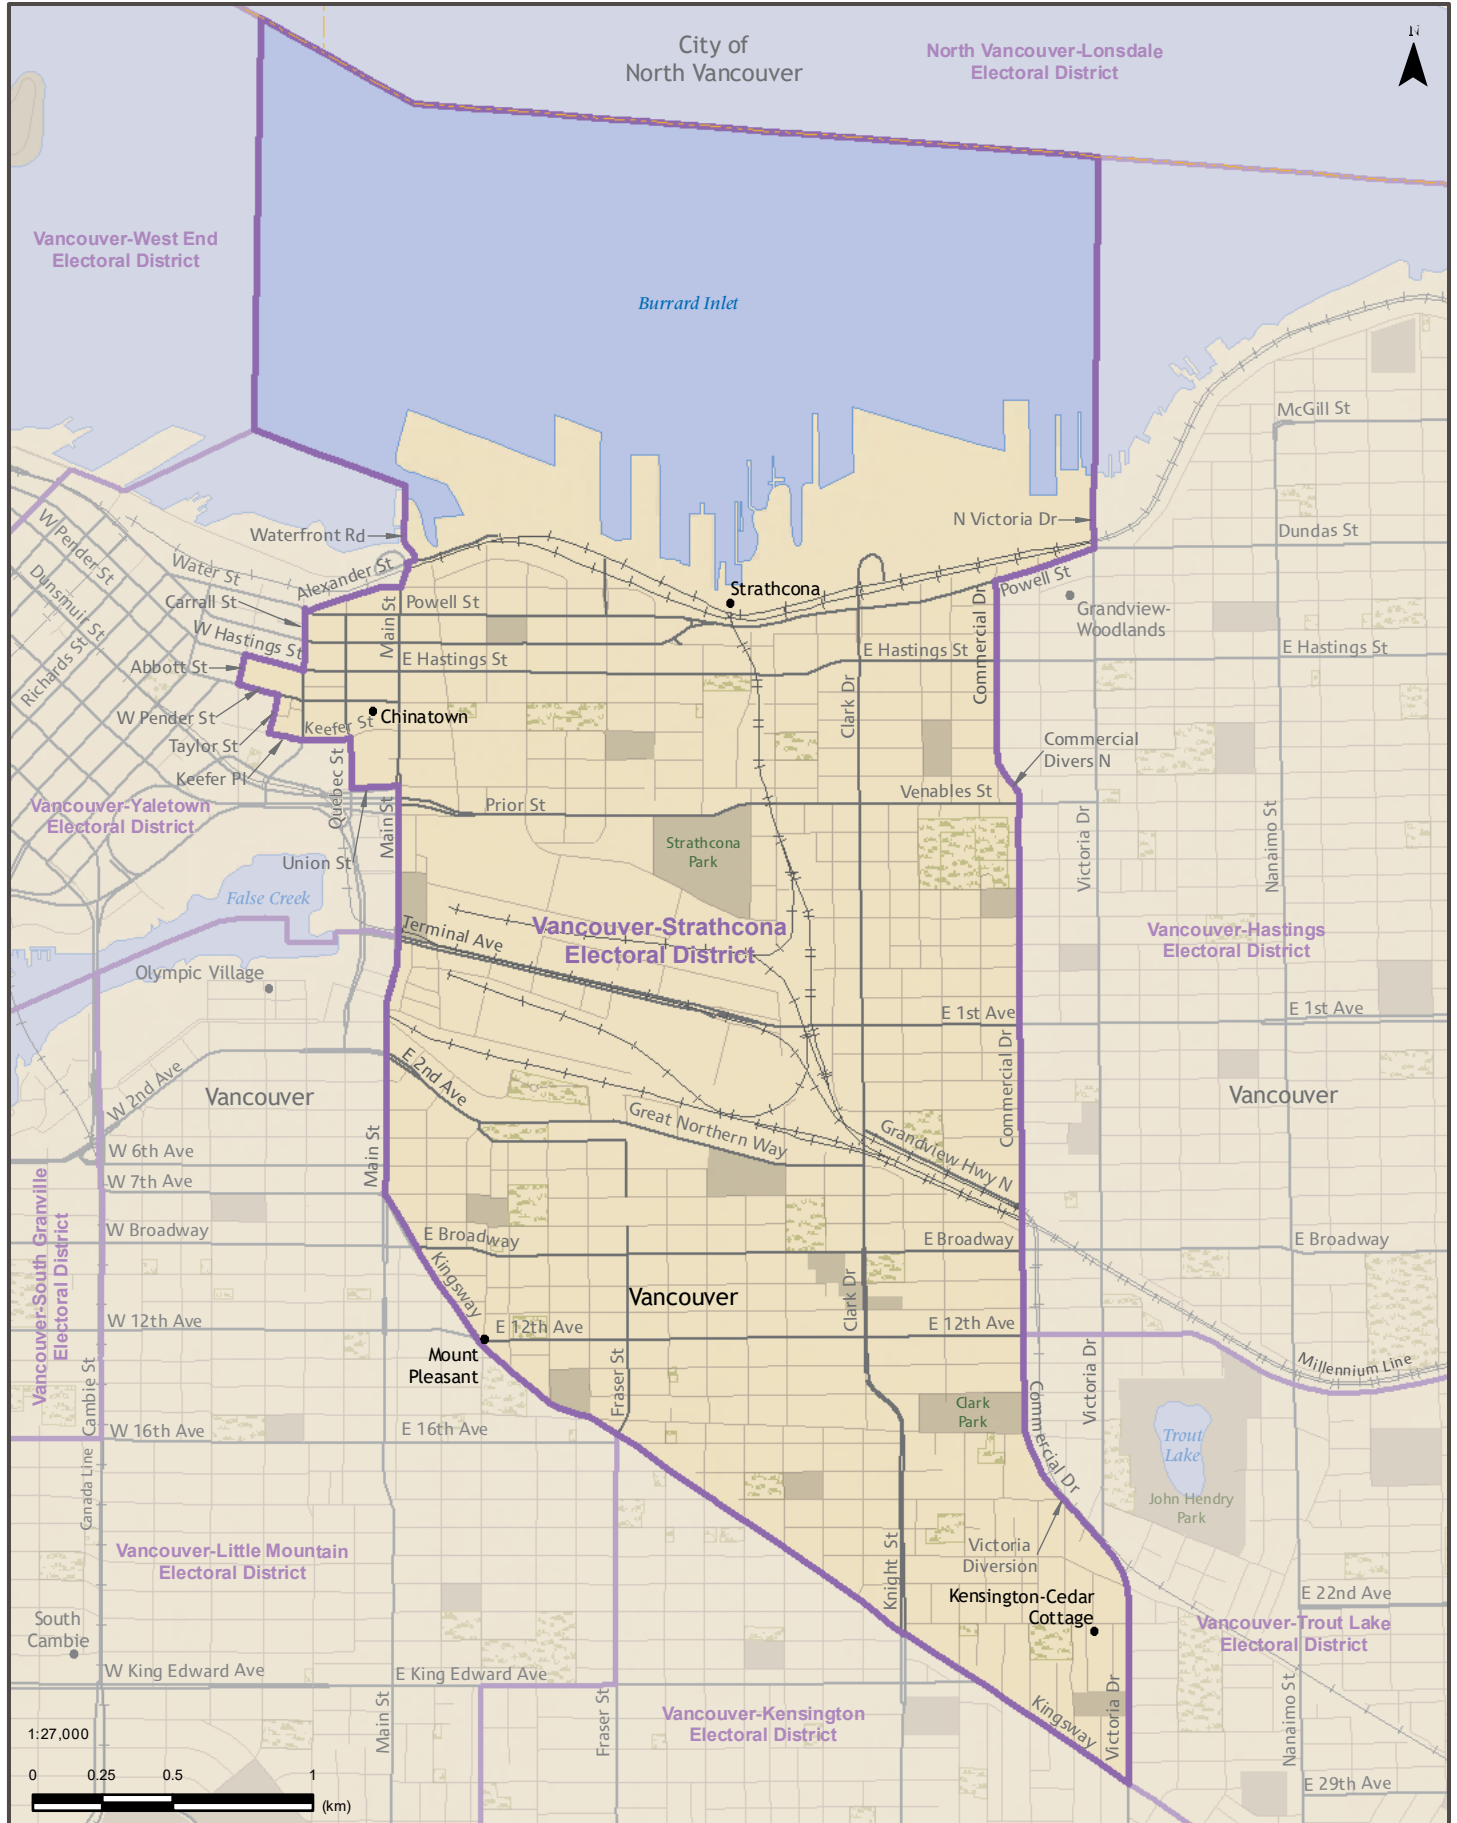 City of
North Vancouver
North Vancouver-Lonsdale
Electoral District
N
Vancouver-West End
Electoral District
Burrard Inlet
McGill St
N Victoria Dr
Dundas St
Waterfront Rd
W Pender St
Water St
Alexander St
Dunsmuir St
Carrall St
Powell St
Strathcona
Powell St
Grandview-
Woodlands
Main St
W Hastings St
Abbott St
E Hastings St
E Hastings St
E Hastings St
Richards St
Commercial Dr
Clark Dr
W Pender St
Keefer St
Chinatown
Taylor St
Commercial
Divers N
Keefer Pl
Quebec St
Venables St
Vancouver-Yaletown
Electoral District
Main St
Prior St
Victoria Dr
Nanaimo St
Union St
Strathcona
Park
False Creek
Terminal Ave
Vancouver-Strathcona
Electoral District
Vancouver-Hastings
Electoral District
Olympic Village
E 1st Ave
E 1st Ave
Commercial Dr
E 2nd Ave
W 2nd Ave
Vancouver
Vancouver
Great Northern Way
Grandview Hwy N
W 6th Ave
Main St
W 7th Ave
Vancouver-South Granville
Electoral District
W Broadway
E Broadway
E Broadway
E Broadway
Kingsway
Vancouver
Clark Dr
W 12th Ave
E 12th Ave
E 12th Ave
Mount
Pleasant
Millennium Line
Cambie St
Fraser St
Victoria Dr
Commercial Dr
Clark
Park
W 16th Ave
E 16th Ave
Trout
Lake
Canada Line
John Hendry
Park
Vancouver-Little Mountain
Electoral District
Victoria
Diversion
Knight St
Kensington-Cedar
Cottage
E 22nd Ave
South
Cambie
Vancouver-Trout Lake
Electoral District
W King Edward Ave
E King Edward Ave
Main St
Fraser St
Vancouver-Kensington
Electoral District
Kingsway
Victoria Dr
Nanaimo St
1:27,000
E 29th Ave
0 0.25 0.5 1
(km)